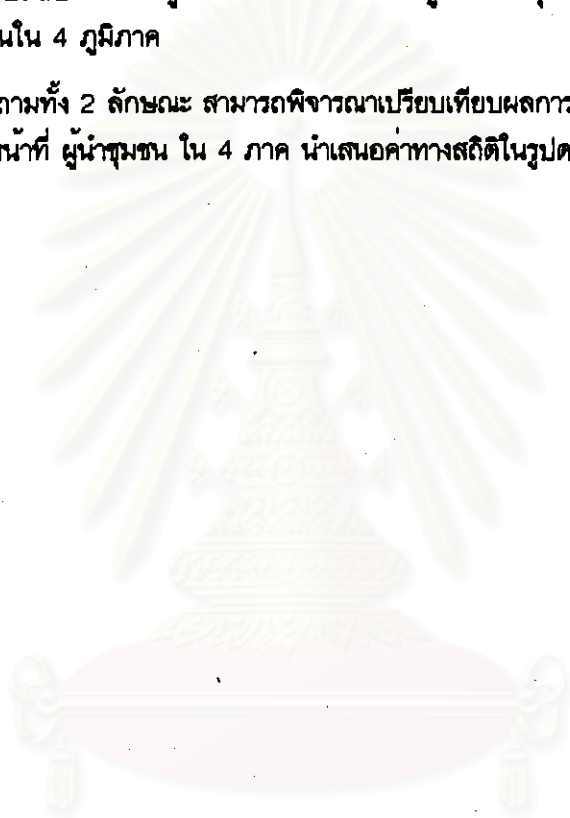 นใน 4 ภูมิภาค
ถามทั้ง 2 ลักษณะ สามารถพิจารณาเปรียบเทียบผลการ
หน้าที่ ผู้นำชุมชน ใน 4 ภาค นำเสนอค่าทางสถิติในรูปต